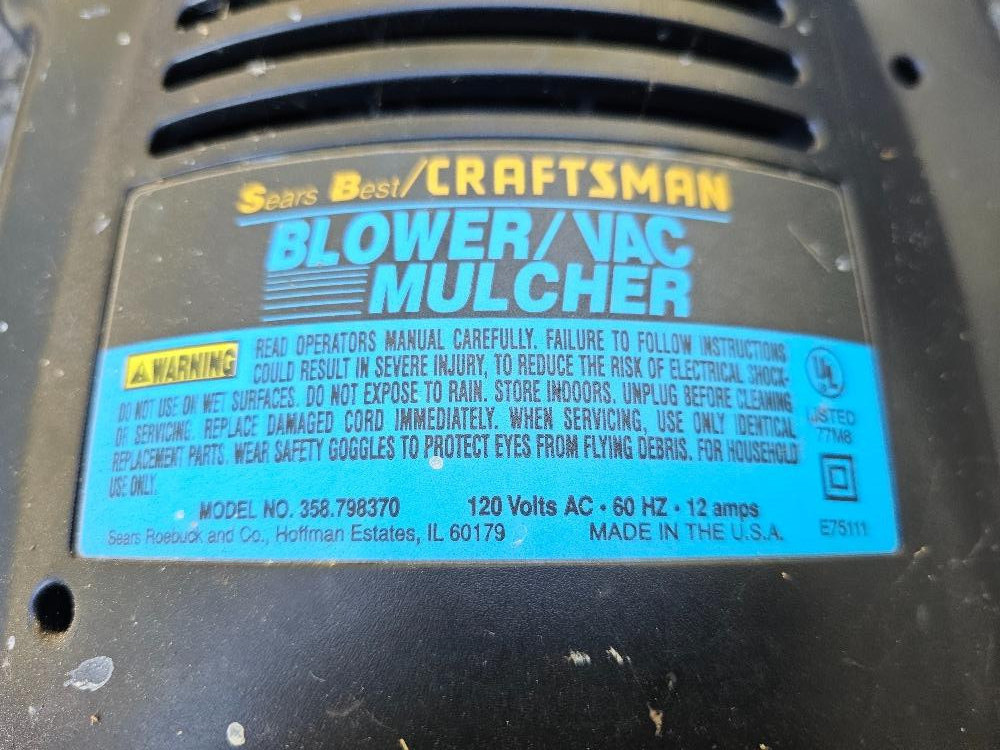 Sears Best/CRAFTSMAN
BLOWER/VAC
MULCHER
WARNING
READ OPERATORS MANUAL CAREFULLY. FAILURE TO FOLLOW INSTRUCTIONS
COULD RESULT IN SEVERE INJURY, TO REDUCE THE RISK OF ELECTRICAL SHOCK-
DO NOT USE ON WET SURFACES. DO NOT EXPOSE TO RAIN. STORE INDOORS. UNPLUG BEFORE CLEANING
OR SERVICING. REPLACE DAMAGED CORD IMMEDIATELY. WHEN SERVICING, USE ONLY IDENTICAL
REPLACEMENT PARTS. WEAR SAFETY GOGGLES TO PROTECT EYES FROM FLYING DEBRIS. FOR HOUSEHOLD
USE ONLY.
UL
LISTED
77M8
MODEL NO. 358.798370 120 Volts AC • 60 HZ • 12 amps
Sears Roebuck and Co., Hoffman Estates, IL 60179 MADE IN THE U.S.A. E75111